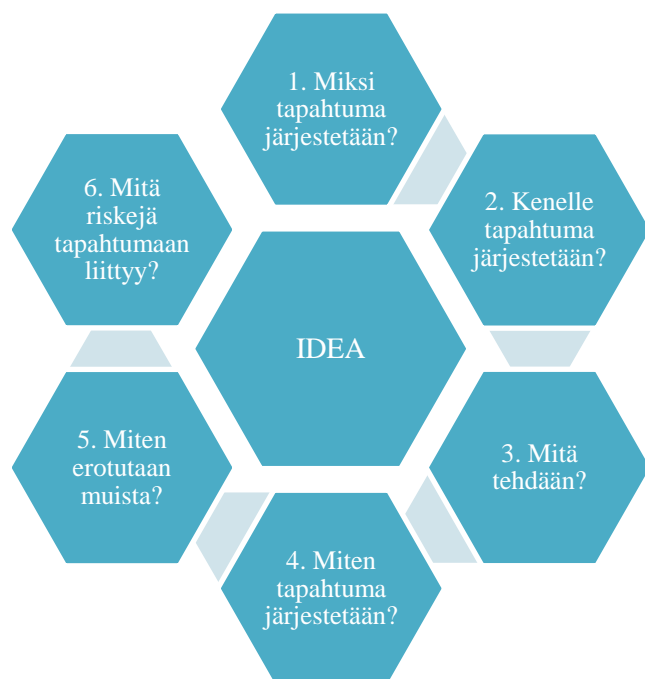 1. Miksi
tapahtuma
järjestetään?
2. Kenelle
tapahtuma
järjestetään?
3. Mitä
tehdään?
4. Miten
tapahtuma
järjestetään?
5. Miten
erotutaan
muista?
6. Mitä
riskejä
tapahtumaan
liittyy?
IDEA